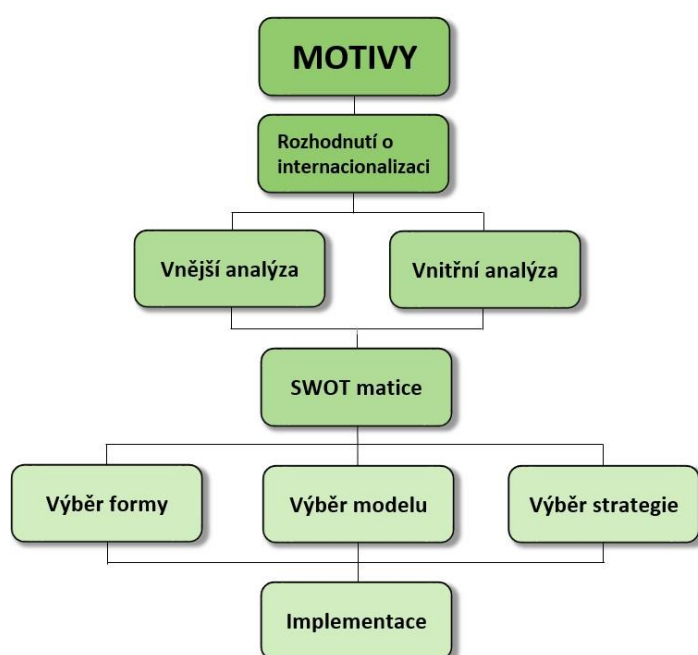 MOTIVY
Rozhodnutí o
internacionalizaci
Vnější analýza
Vnitřní analýza
SWOT matice
Výběr formy
Výběr modelu
Výběr strategie
Implementace